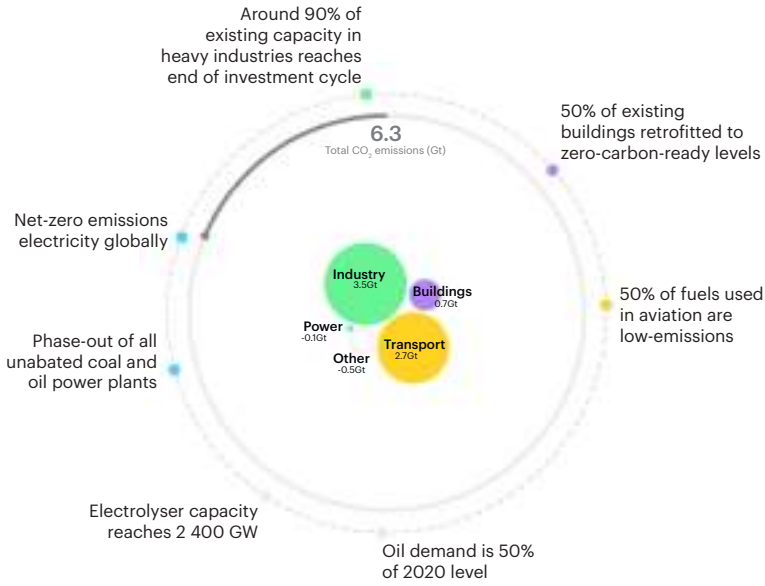 Around 90% of
existing capacity in
heavy industries reaches
end of investment cycle
50% of existing
buildings retrofitted to
zero-carbon-ready levels
6.3
Total CO₂ emissions (Gt)
Net-zero emissions
electricity globally
Industry
3.5Gt
Buildings
0.7Gt
50% of fuels used
in aviation are
low-emissions
Power
-0.1Gt
Transport
2.7Gt
Other
-0.5Gt
Phase-out of all
unabated coal and
oil power plants
Electrolyser capacity
reaches 2 400 GW
Oil demand is 50%
of 2020 level